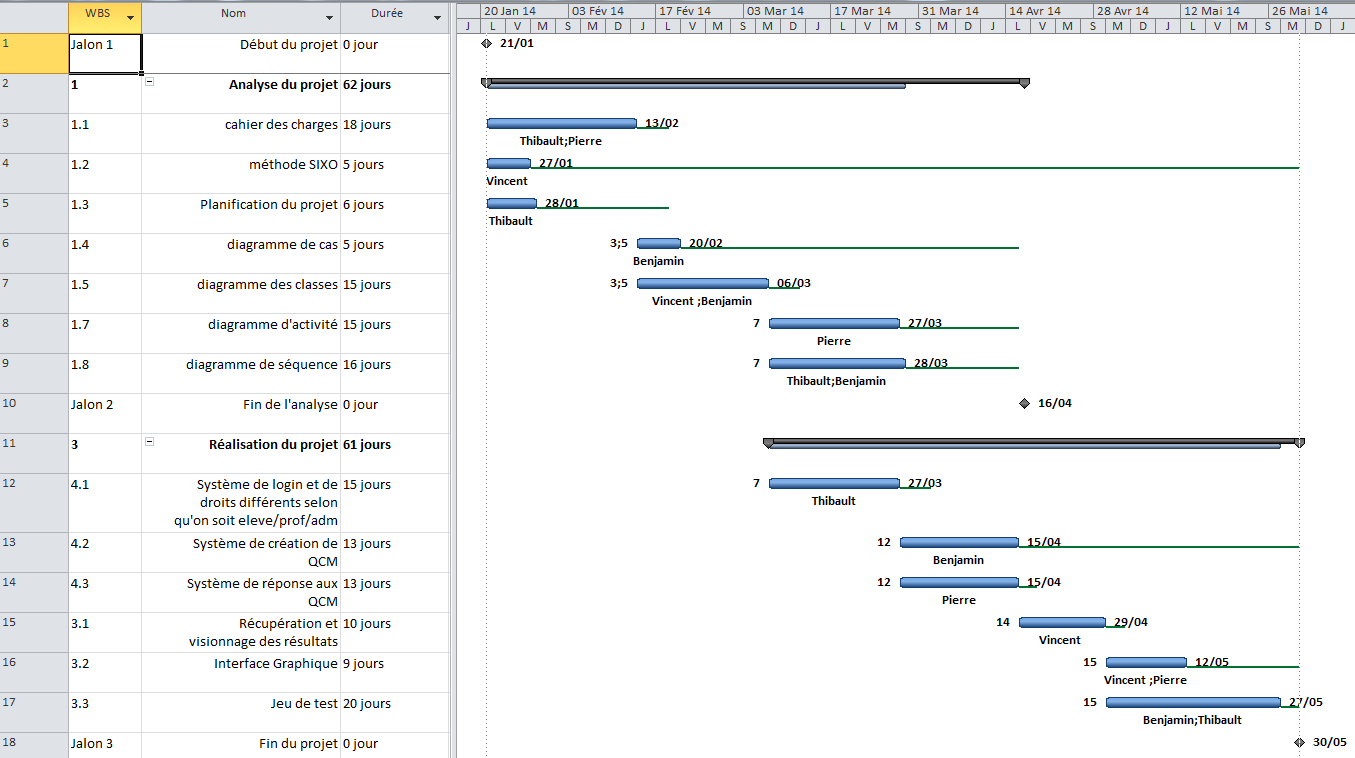 WBS Nom Durée 20 Jan 14 03 Fév 14 17 Fév 14 03 Mar 14 17 Mar 14 31 Mar 14 14 Avr 14 28 Avr 14 12 Mai 14 26 Mai 14
J L V M S M D J L V M S M D J L V M S M D J L V M S M D J L V M S M D J
1 Jalon 1 Début du projet 0 jour 21/01
2 1 Analyse du projet 62 jours
3 1.1 cahier des charges 18 jours 13/02
Thibault;Pierre
4 1.2 méthode SIXO 5 jours 27/01
Vincent
5 1.3 Planification du projet 6 jours 28/01
Thibault
6 1.4 diagramme de cas 5 jours 3;5 20/02
Benjamin
7 1.5 diagramme des classes 15 jours 3;5 06/03
Vincent ;Benjamin
8 1.7 diagramme d'activité 15 jours 7 27/03
Pierre
9 1.8 diagramme de séquence 16 jours 7 28/03
Thibault;Benjamin
10 Jalon 2 Fin de l'analyse 0 jour 16/04
11 3 Réalisation du projet 61 jours
12 4.1 Système de login et de 15 jours 7 27/03
droits différents selon Thibault
qu'on soit eleve/prof/adm
13 4.2 Système de création de 13 jours 12 15/04
QCM Benjamin
14 4.3 Système de réponse aux 13 jours 12 15/04
QCM Pierre
15 3.1 Récupération et 10 jours 14 29/04
visionnage des résultats Vincent
16 3.2 Interface Graphique 9 jours 15 12/05
Vincent ;Pierre
17 3.3 Jeu de test 20 jours 15 27/05
Benjamin;Thibault
18 Jalon 3 Fin du projet 0 jour 30/05